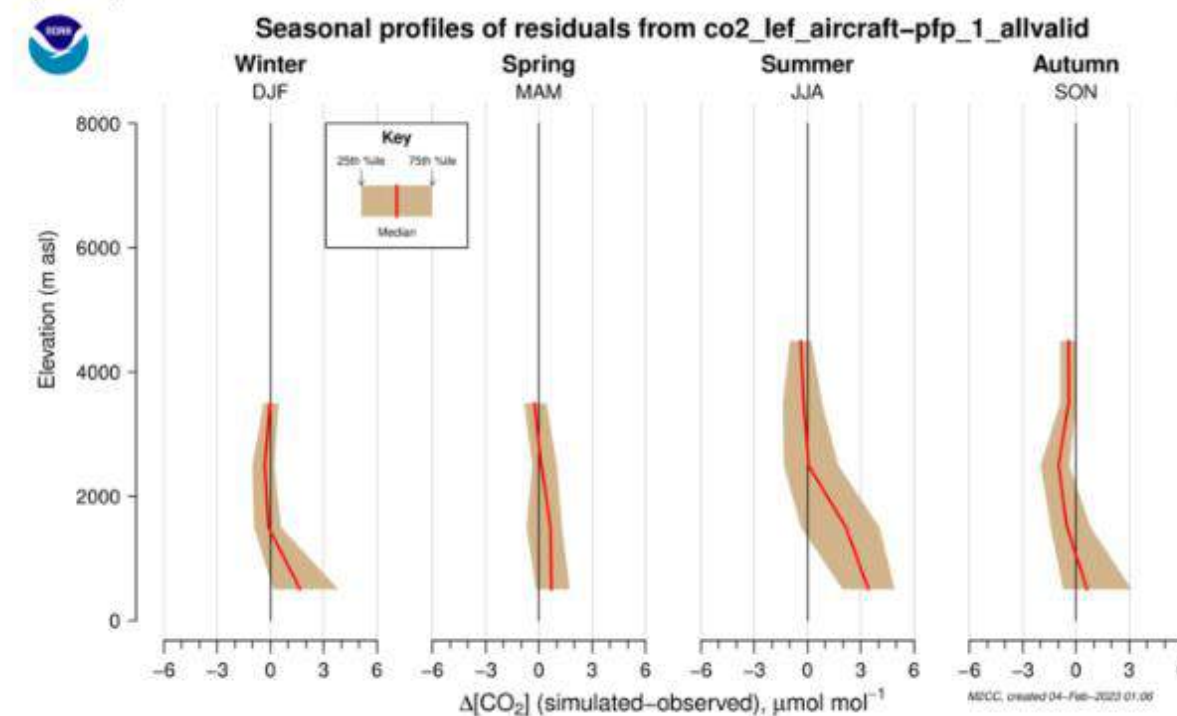 Seasonal profiles of residuals from co2_lef_aircraft−pfp_1_allvalid
Winter Spring Summer Autumn
DJF MAM JJA SON
Key
25th %ile 75th %ile
Median
Elevation (m asl)
8000
6000
4000
2000
0
−6 −3 0 3 6 −6 −3 0 3 6 −6 −3 0 3 6 −6 −3 0 3 6
Δ[CO₂] (simulated−observed), μmol mol⁻¹
M2CC, created 04−Feb−2023 01:06